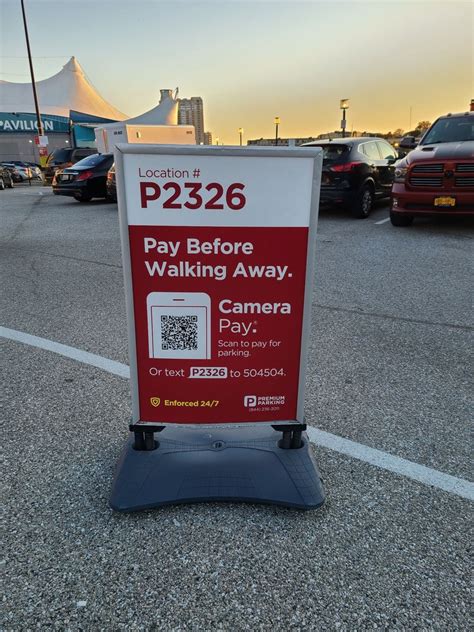 PAVILION
Location #
P2326
Pay Before
Walking Away.
Camera
Pay.
Scan to pay for
parking.
Or text P2326 to 504504.
Enforced 24/7
P PREMIUM
PARKING